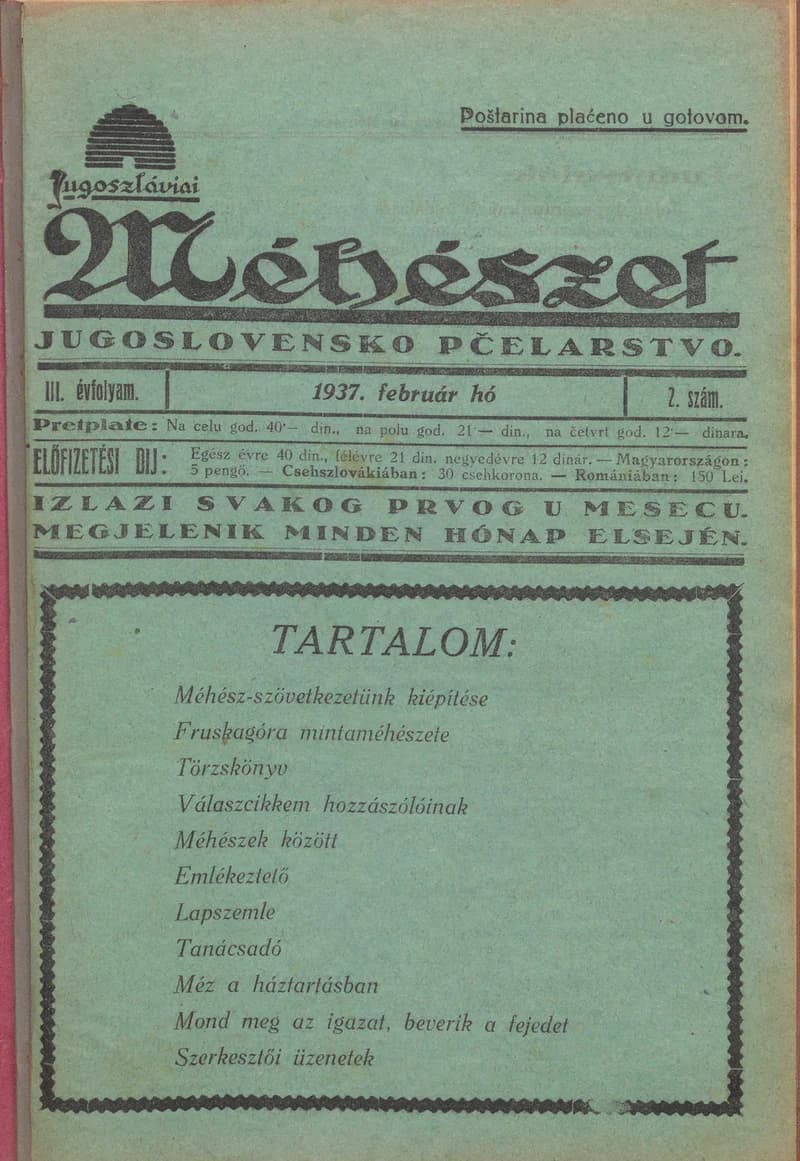 Poštarina plaćeno u gotovom.
Jugoszláviai
Méhészet
JUGOSLOVENSKO PČELARSTVO.
III. évfolyam.
1937. február hó
2. szám.
Pretplate: Na celu god. 40·— din., na polu god. 21·— din., na četvrt god. 12·— dinara.
ELŐFIZETÉSI DIJ:
Egész évre 40 din., félévre 21 din. negyedévre 12 dinár. — Magyarországon:
5 pengő. — Csehszlovákiában: 30 csehkorona. — Romániában: 150 Lei.
IZLAZI SVAKOG PRVOG U MESECU.
MEGJELENIK MINDEN HÓNAP ELSEJÉN.
TARTALOM:
Méhész-szövetkezetünk kiépítése
Fruskagóra mintaméhészete
Törzskönyv
Válaszcikkem hozzászólóinak
Méhészek között
Emlékeztető
Lapszemle
Tanácsadó
Méz a háztartásban
Mond meg az igazat, beverik a fejedet
Szerkesztői üzenetek